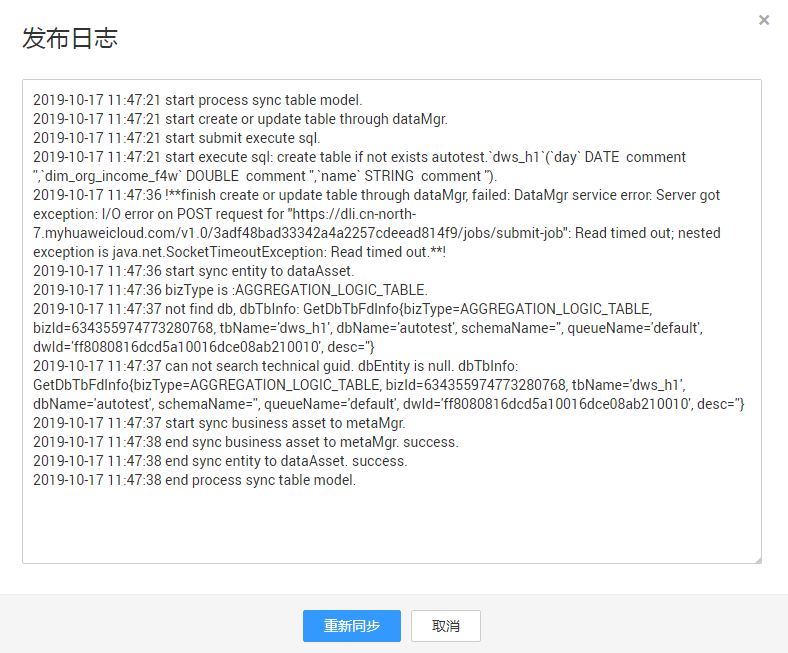 发布日志
×
2019-10-17 11:47:21 start process sync table model.
2019-10-17 11:47:21 start create or update table through dataMgr.
2019-10-17 11:47:21 start submit execute sql.
2019-10-17 11:47:21 start execute sql: create table if not exists autotest.`dws_h1`(`day` DATE  comment
'',`dim_org_income_f4w` DOUBLE  comment '',`name` STRING  comment '').
2019-10-17 11:47:36 !**finish create or update table through dataMgr, failed: DataMgr service error: Server got
exception: I/O error on POST request for "https://dli.cn-north-
7.myhuaweicloud.com/v1.0/3adf48bad33342a4a2257cdeead814f9/jobs/submit-job": Read timed out; nested
exception is java.net.SocketTimeoutException: Read timed out.**!
2019-10-17 11:47:36 start sync entity to dataAsset.
2019-10-17 11:47:36 bizType is :AGGREGATION_LOGIC_TABLE.
2019-10-17 11:47:37 not find db, dbTbInfo: GetDbTbFdInfo{bizType=AGGREGATION_LOGIC_TABLE,
bizId=634355974773280768, tbName='dws_h1', dbName='autotest', schemaName='', queueName='default',
dwId='ff8080816dcd5a10016dce08ab210010', desc=''}
2019-10-17 11:47:37 can not search technical guid. dbEntity is null. dbTbInfo:
GetDbTbFdInfo{bizType=AGGREGATION_LOGIC_TABLE, bizId=634355974773280768, tbName='dws_h1',
dbName='autotest', schemaName='', queueName='default', dwId='ff8080816dcd5a10016dce08ab210010', desc=''}
2019-10-17 11:47:37 start sync business asset to metaMgr.
2019-10-17 11:47:38 end sync business asset to metaMgr. success.
2019-10-17 11:47:38 end sync entity to dataAsset. success.
2019-10-17 11:47:38 end process sync table model.
重新同步
取消